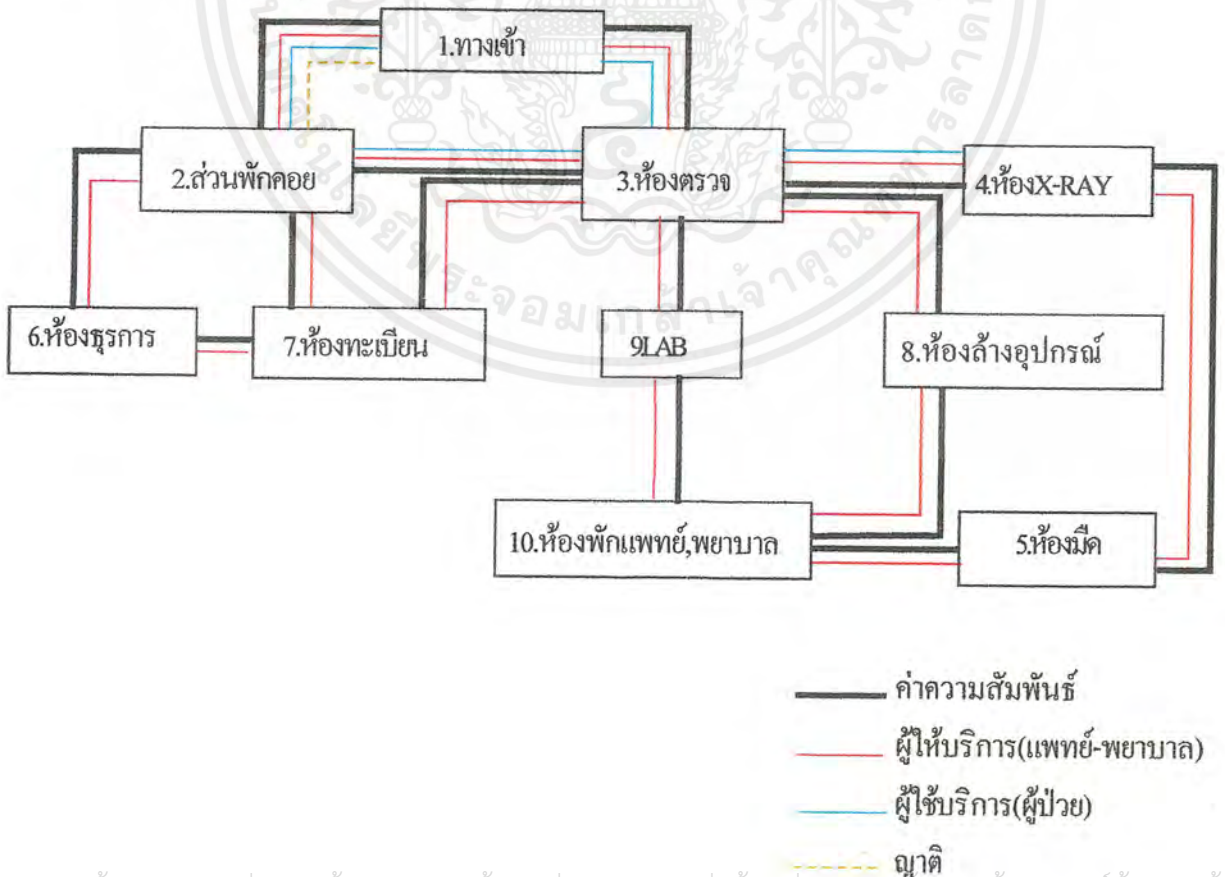 1.ทางเข้า
2.ส่วนพักคอย
3.ห้องตรวจ
4.ห้องX-RAY
6.ห้องธุรการ
7.ห้องทะเบียน
9LAB
8.ห้องล้างอุปกรณ์
10.ห้องพักแพทย์,พยาบาล
5.ห้องมืด
ค่าความสัมพันธ์
ผู้ให้บริการ(แพทย์-พยาบาล)
ผู้ใช้บริการ(ผู้ป่วย)
ญาติ